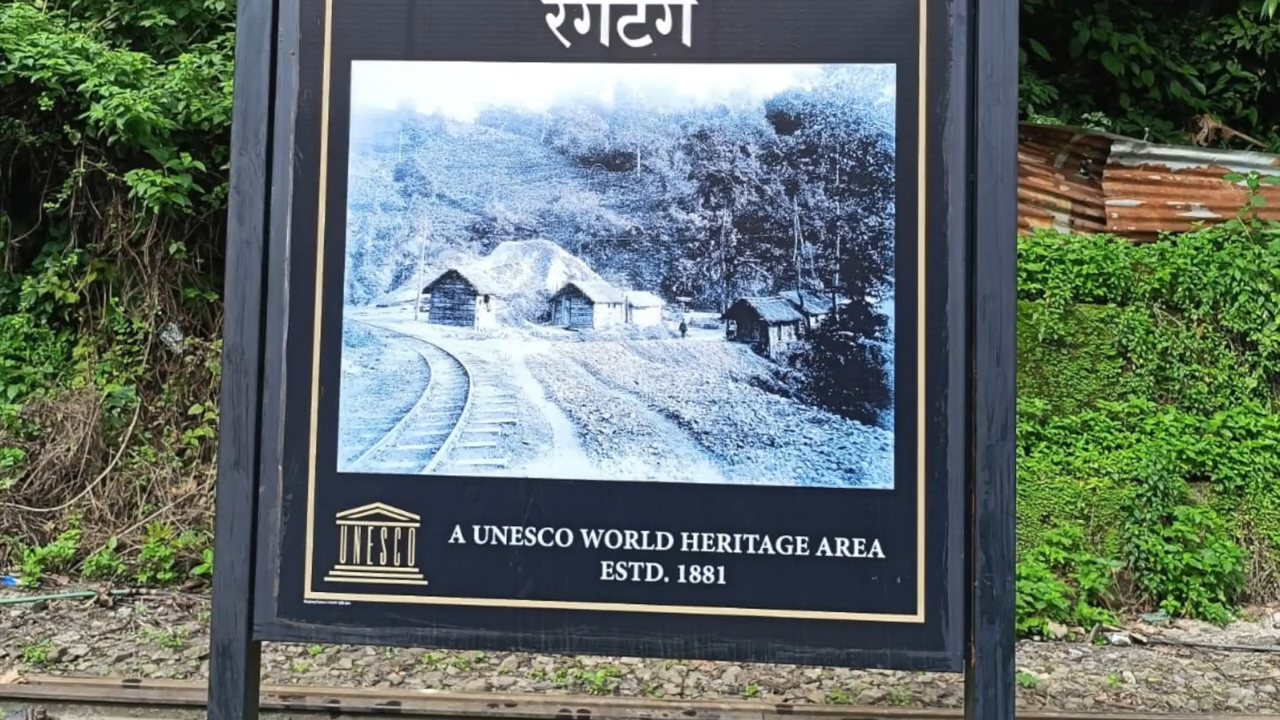 रंगटंग
UNESCO
A UNESCO WORLD HERITAGE AREA
ESTD. 1881